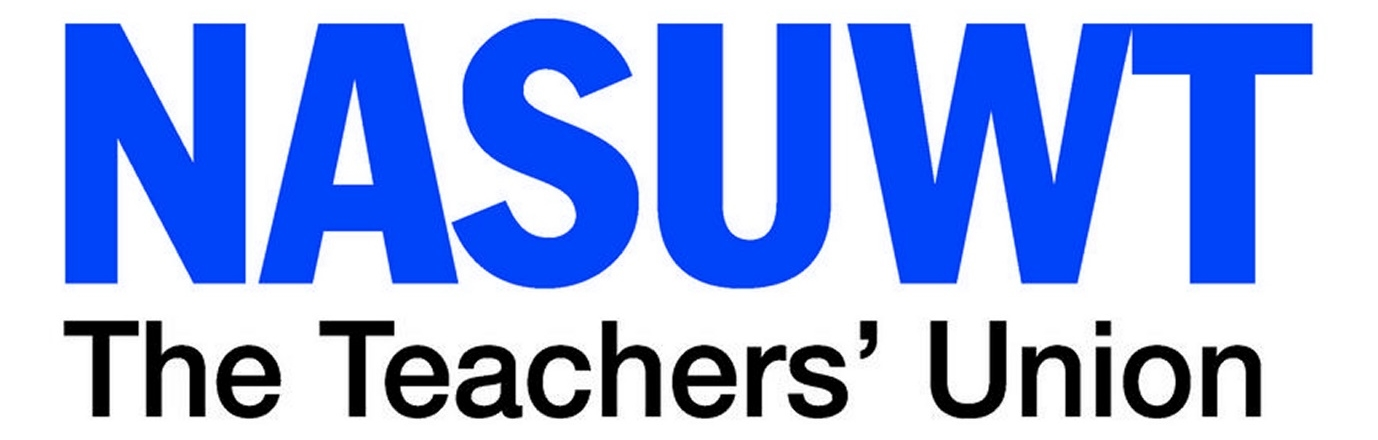 NASUWT
The Teachers’ Union